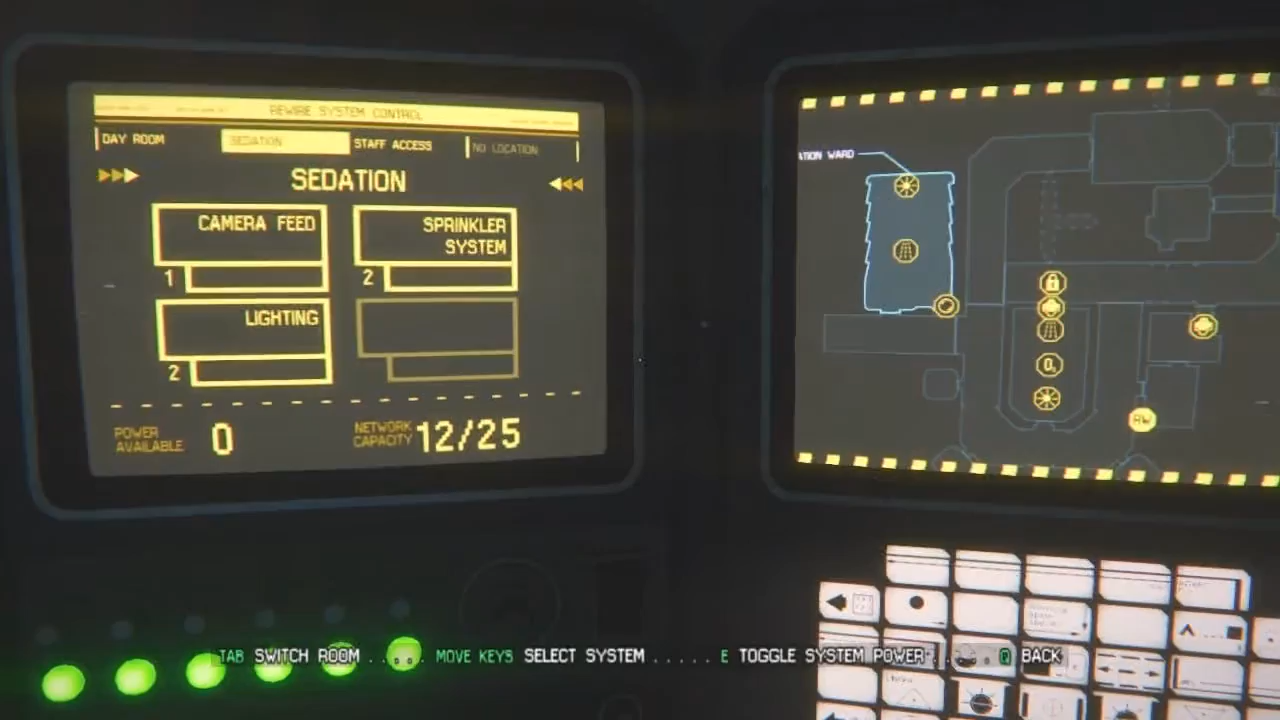 REWIRE SYSTEM CONTROL
DAY ROOM
SEDATION
STAFF ACCESS
NO LOCATION
SEDATION
CAMERA FEED
1
SPRINKLER
SYSTEM
2
LIGHTING
2
POWER
AVAILABLE
0
NETWORK
CAPACITY
12/25
ATION WARD
RW
TAB SWITCH ROOM . . . . . MOVE KEYS SELECT SYSTEM . . . . . E TOGGLE SYSTEM POWER . . . . . Q BACK